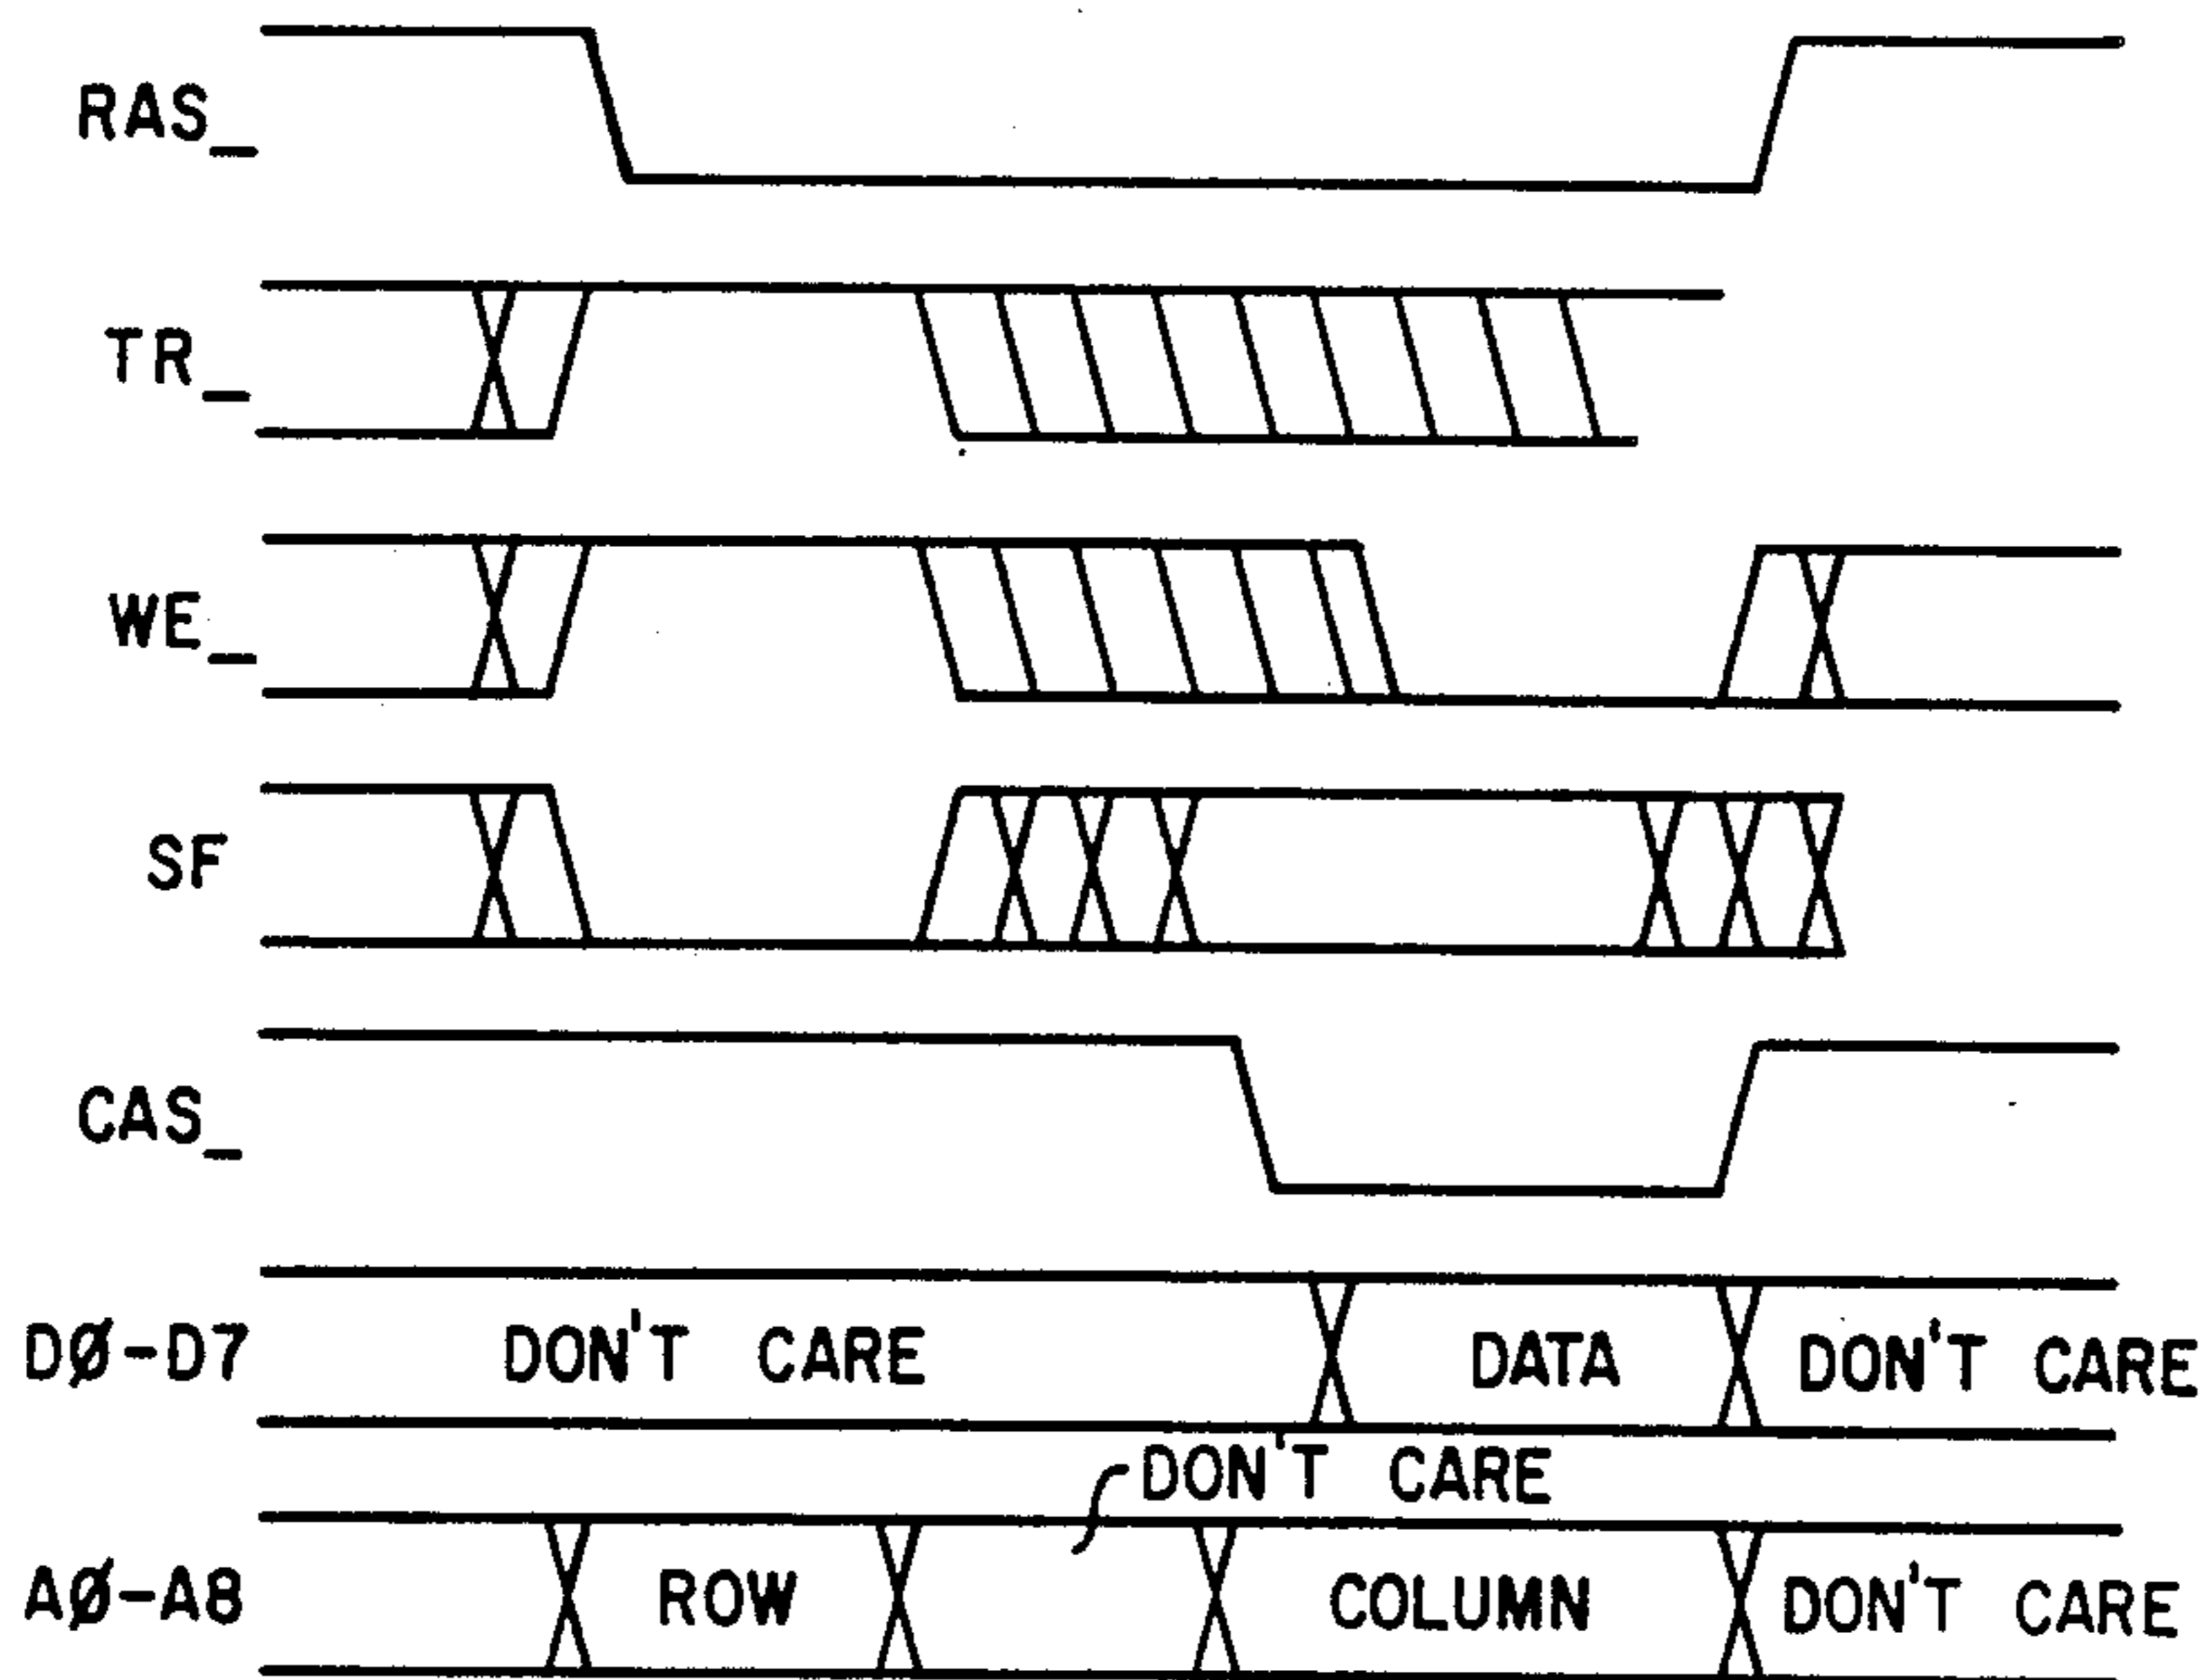 RAS_
TR_
WE_
SF
CAS_
DØ-D7 DON'T CARE DATA DON'T CARE
DON'T CARE
AØ-A8 ROW COLUMN DON'T CARE